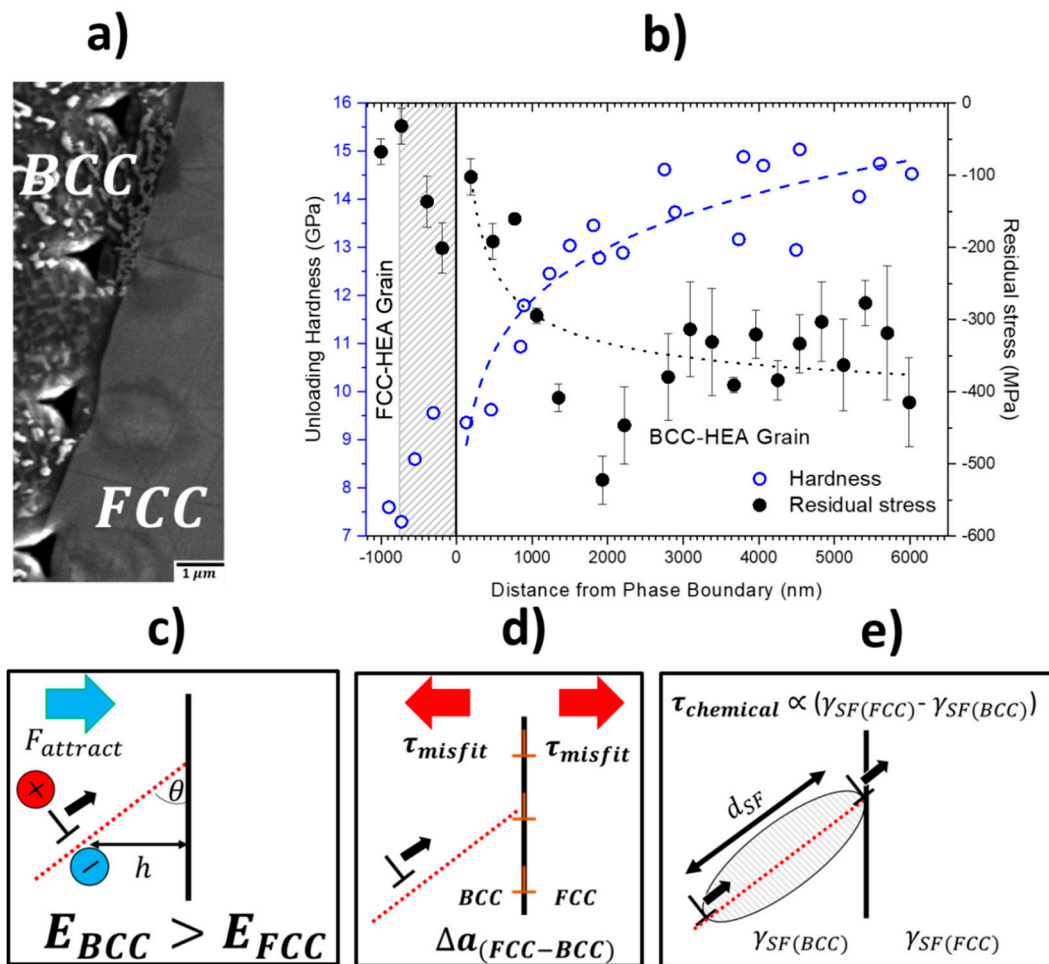 a)
b)
BCC
FCC
1 μm
16
15
14
13
12
11
10
9
8
7
Unloading Hardness (GPa)
FCC-HEA Grain
BCC-HEA Grain
Hardness
Residual stress
0
-100
-200
-300
-400
-500
-600
Residual stress (MPa)
-1000 0 1000 2000 3000 4000 5000 6000
Distance from Phase Boundary (nm)
c)
d)
e)
F_attract
+
θ
−
h
E_BCC > E_FCC
τ_misfit τ_misfit
BCC FCC
Δa_(FCC−BCC)
τ_chemical ∝ (γ_SF(FCC)- γ_SF(BCC))
d_SF
γ_SF(BCC) γ_SF(FCC)